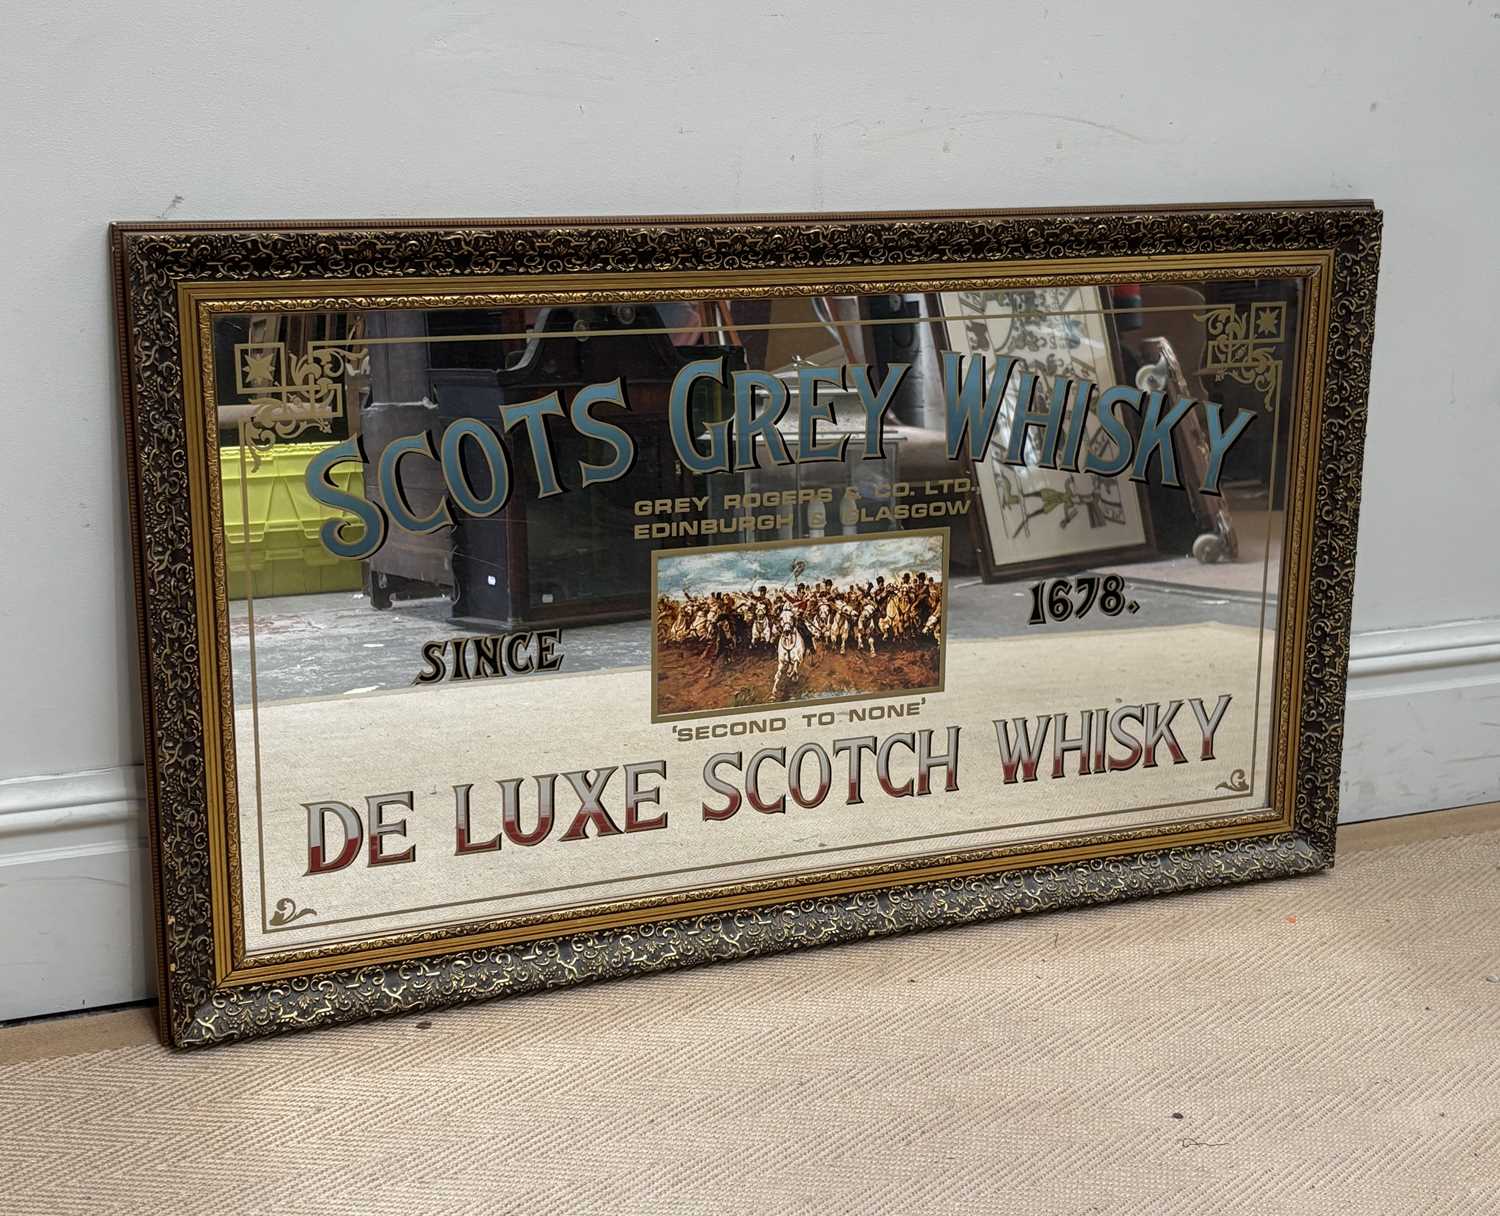 SCOTS GREY WHISKY
GREY ROGERS & CO. LTD.,
EDINBURGH & GLASGOW
SINCE 1678.
'SECOND TO NONE'
DE LUXE SCOTCH WHISKY